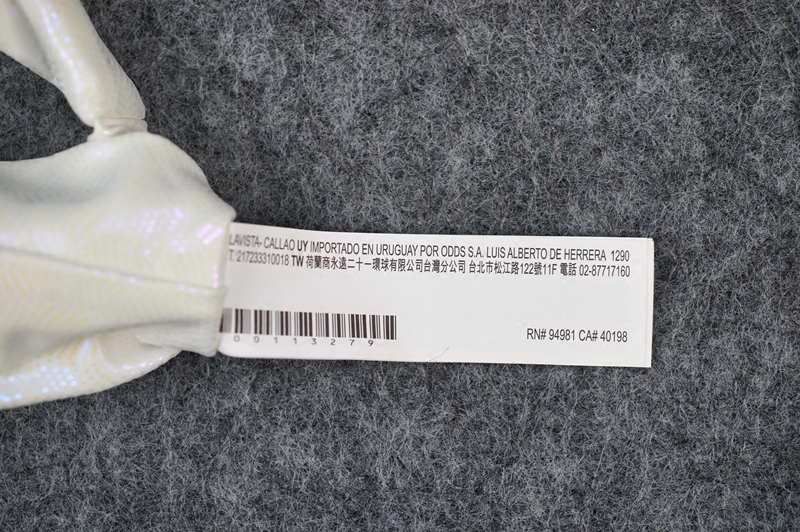 LAVISTA- CALLAO UY IMPORTADO EN URUGUAY POR ODDS S.A. LUIS ALBERTO DE HERRERA 1290
T. 217233310018 TW 荷蘭商永遠二十一環球有限公司台灣分公司 台北市松江路122號11F 電話 02-87717160
00113279
RN# 94981 CA# 40198